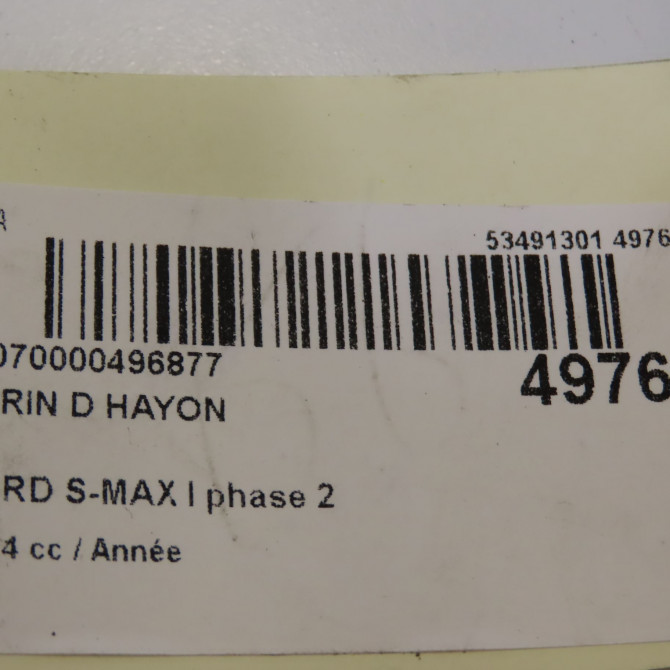 53491301 4976
070000496877
4976
RIN D HAYON
RD S-MAX I phase 2
4 cc / Année